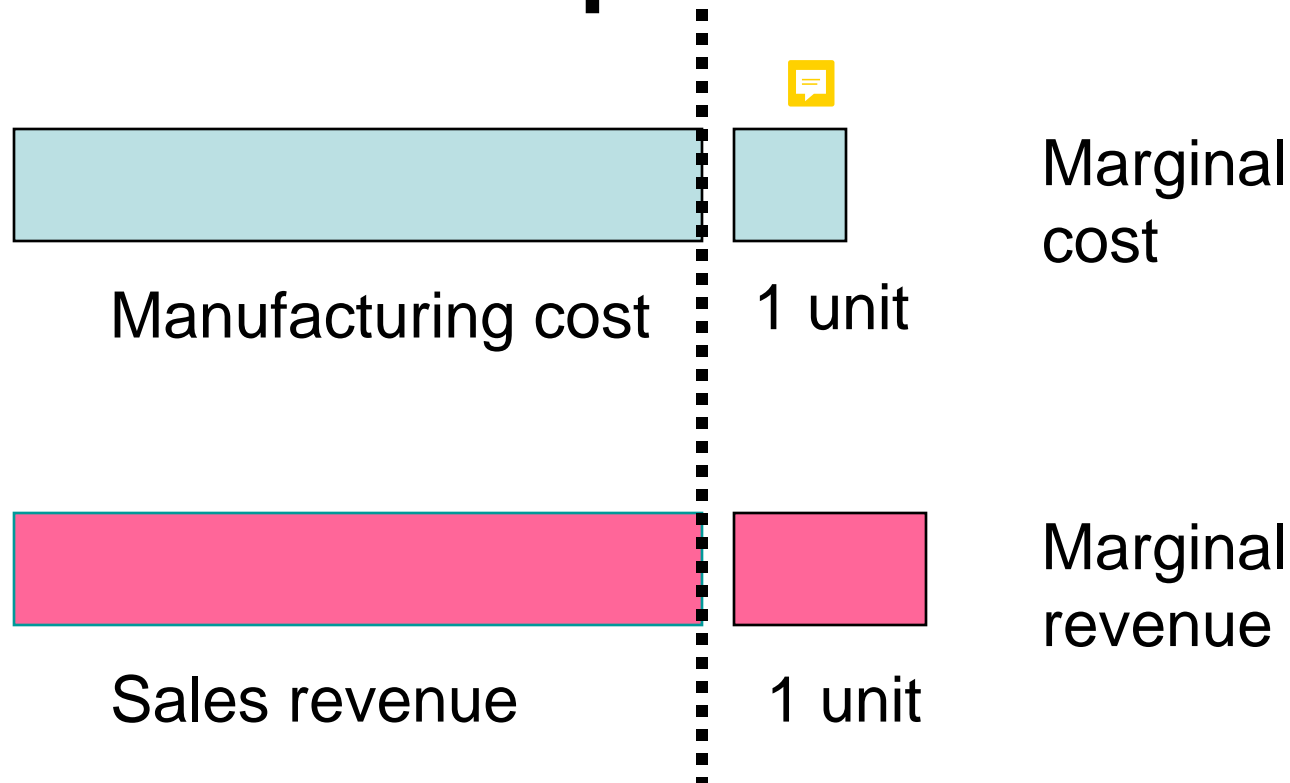 Marginal
cost
Manufacturing cost
1 unit
Marginal
revenue
Sales revenue
1 unit